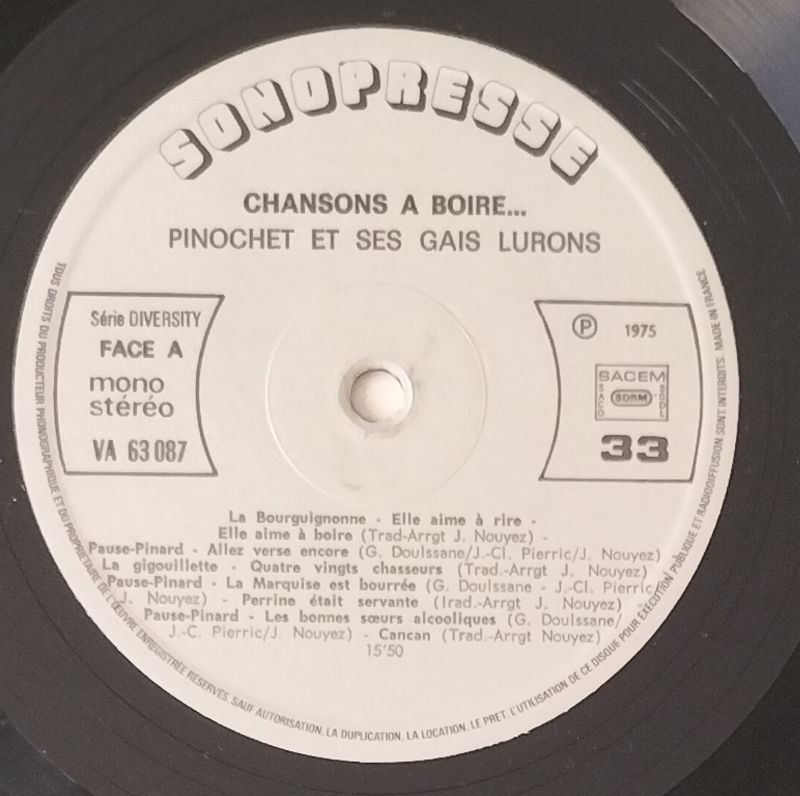 SONOPRESSE
CHANSONS A BOIRE...
PINOCHET ET SES GAIS LURONS
Série DIVERSITY
FACE A
mono
stéréo
VA 63 087
Ⓟ 1975
SACEM
SACD
SDRM
SGDL
33
La Bourguignonne - Elle aime à rire -
Elle aime à boire (Trad-Arrgt J. Nouyez) -
Pause-Pinard - Allez verse encore (G. Doulssane/J.-Cl. Pierric/J. Nouyez)
La gigouillette - Quatre vingts chasseurs (Trad.-Arrgt J. Nouyez)
Pause-Pinard - La Marquise est bourrée (G. Doulssane - J.-Cl. Pierric/
J. Nouyez) - Perrine était servante (Trad.-Arrgt J. Nouyez)
Pause-Pinard - Les bonnes sœurs alcooliques (G. Doulssane/
J.-C. Pierric/J. Nouyez) - Cancan (Trad.-Arrgt Nouyez)
15'50
TOUS DROITS DU PRODUCTEUR PHONOGRAPHIQUE ET DU PROPRIETAIRE DE L'ŒUVRE ENREGISTREE RESERVES. SAUF AUTORISATION, LA DUPLICATION, LA LOCATION, LE PRET, L'UTILISATION DE CE DISQUE POUR EXECUTION PUBLIQUE ET RADIODIFFUSION SONT INTERDITS. MADE IN FRANCE